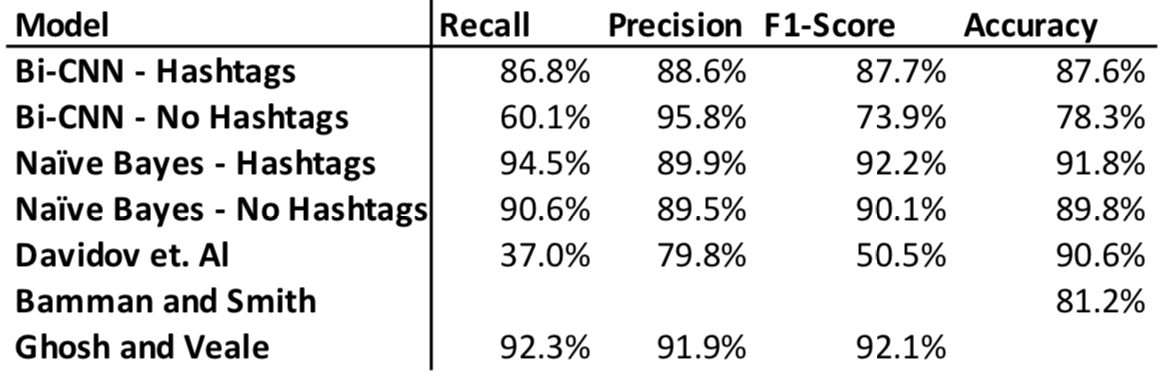 Model Recall Precision F1-Score Accuracy
Bi-CNN - Hashtags 86.8% 88.6% 87.7% 87.6%
Bi-CNN - No Hashtags 60.1% 95.8% 73.9% 78.3%
Naïve Bayes - Hashtags 94.5% 89.9% 92.2% 91.8%
Naïve Bayes - No Hashtags 90.6% 89.5% 90.1% 89.8%
Davidov et. Al 37.0% 79.8% 50.5% 90.6%
Bamman and Smith 81.2%
Ghosh and Veale 92.3% 91.9% 92.1%